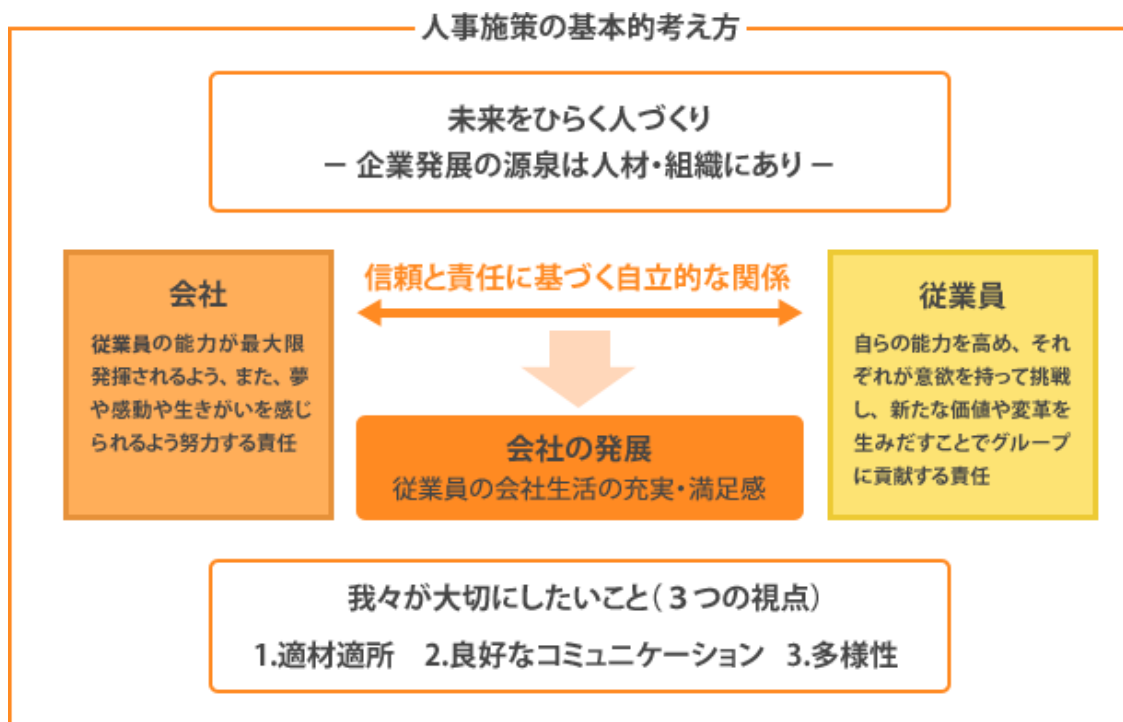 人事施策の基本的考え方
未来をひらく人づくり
− 企業発展の源泉は人材・組織にあり −
会社
従業員の能力が最大限
発揮されるよう、また、夢
や感動や生きがいを感じ
られるよう努力する責任
信頼と責任に基づく自立的な関係
会社の発展
従業員の会社生活の充実・満足感
従業員
自らの能力を高め、それ
ぞれが意欲を持って挑戦
し、新たな価値や変革を
生みだすことでグループ
に貢献する責任
我々が大切にしたいこと(３つの視点)
1.適材適所 2.良好なコミュニケーション 3.多様性